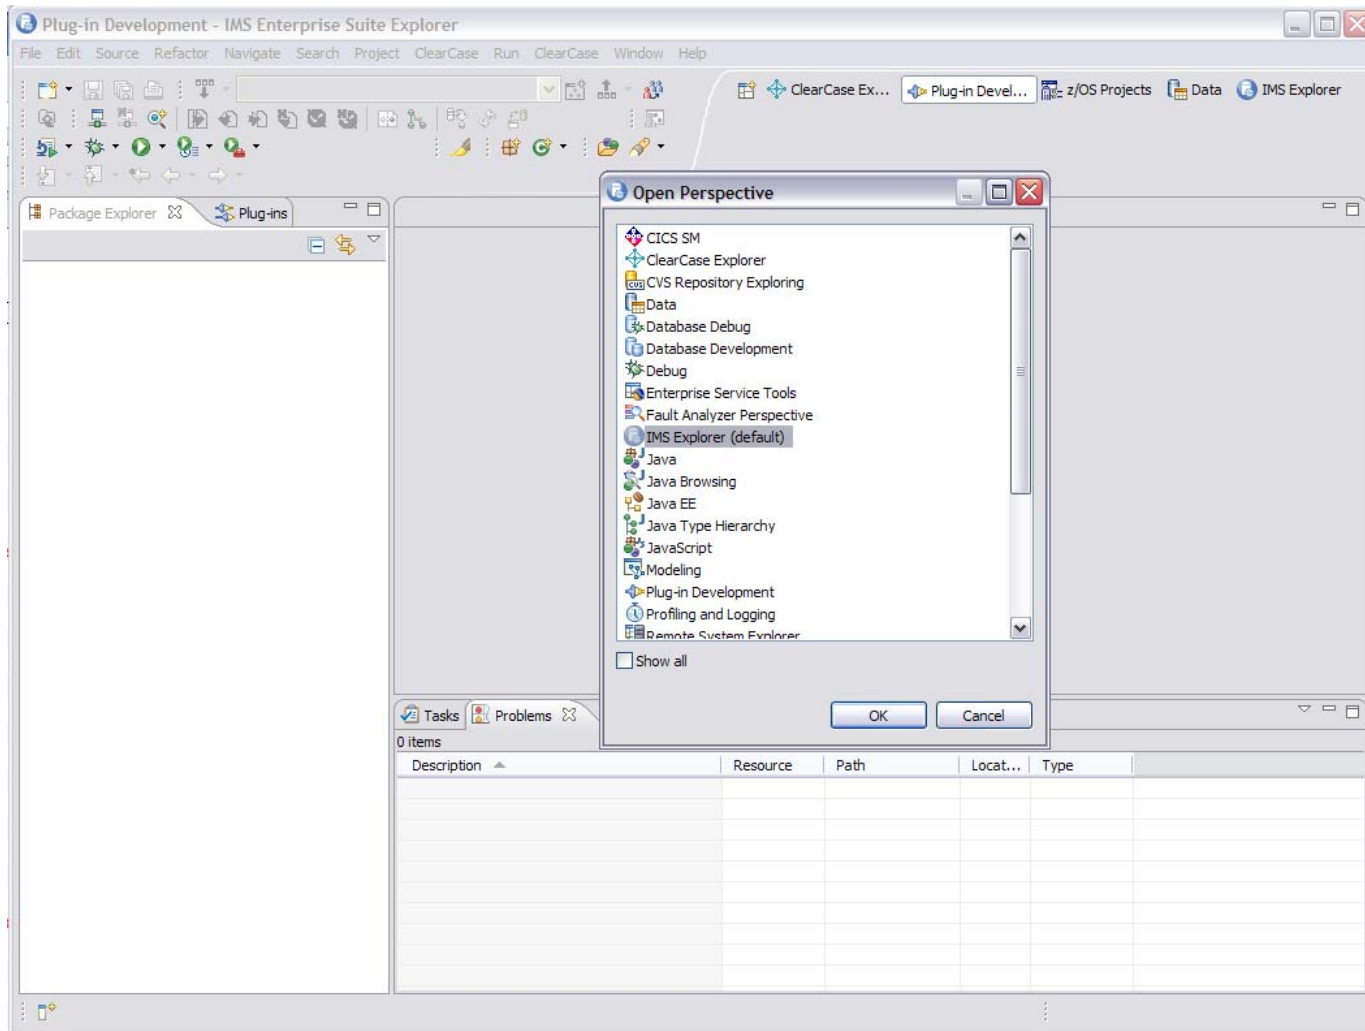 Plug-in Development - IMS Enterprise Suite Explorer
File Edit Source Refactor Navigate Search Project ClearCase Run ClearCase Window Help
ClearCase Ex... Plug-in Devel... z/OS Projects Data IMS Explorer
Package Explorer Plug-ins
Open Perspective
CICS SM
ClearCase Explorer
CVS Repository Exploring
Data
Database Debug
Database Development
Debug
Enterprise Service Tools
Fault Analyzer Perspective
IMS Explorer (default)
Java
Java Browsing
Java EE
Java Type Hierarchy
JavaScript
Modeling
Plug-in Development
Profiling and Logging
Remote System Explorer
Show all
OK Cancel
Tasks Problems
0 items
Description Resource Path Locat... Type